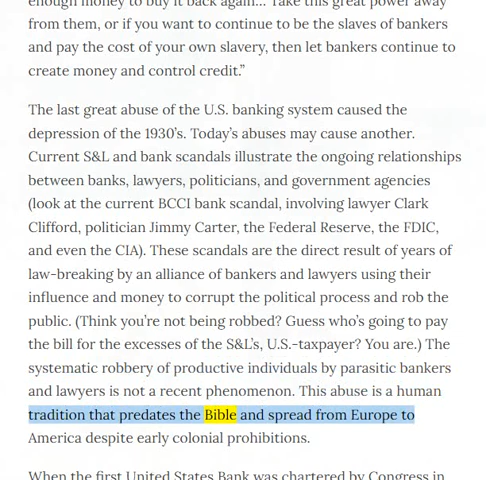 enough money to buy it back again... Take this great power away
from them, or if you want to continue to be the slaves of bankers
and pay the cost of your own slavery, then let bankers continue to
create money and control credit.”
The last great abuse of the U.S. banking system caused the
depression of the 1930’s. Today’s abuses may cause another.
Current S&L and bank scandals illustrate the ongoing relationships
between banks, lawyers, politicians, and government agencies
(look at the current BCCI bank scandal, involving lawyer Clark
Clifford, politician Jimmy Carter, the Federal Reserve, the FDIC,
and even the CIA). These scandals are the direct result of years of
law-breaking by an alliance of bankers and lawyers using their
influence and money to corrupt the political process and rob the
public. (Think you’re not being robbed? Guess who’s going to pay
the bill for the excesses of the S&L’s, U.S.-taxpayer? You are.) The
systematic robbery of productive individuals by parasitic bankers
and lawyers is not a recent phenomenon. This abuse is a human
tradition that predates the Bible and spread from Europe to
America despite early colonial prohibitions.
When the first United States Bank was chartered by Congress in